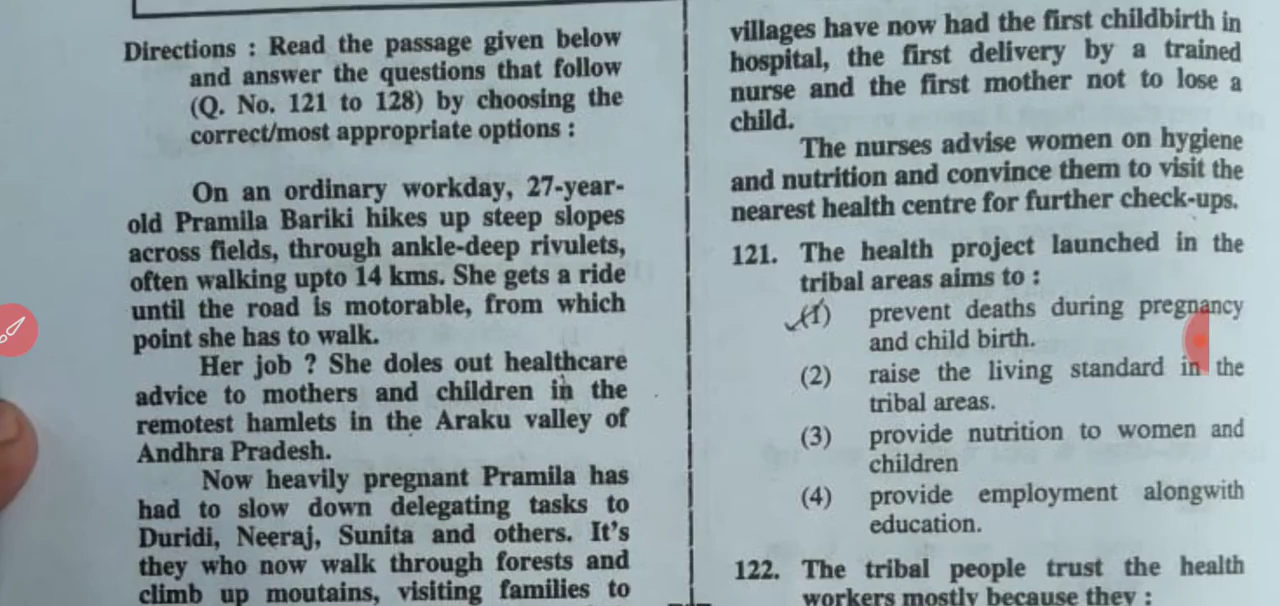 Directions : Read the passage given below
and answer the questions that follow
(Q. No. 121 to 128) by choosing the
correct/most appropriate options :
On an ordinary workday, 27-year-
old Pramila Bariki hikes up steep slopes
across fields, through ankle-deep rivulets,
often walking upto 14 kms. She gets a ride
until the road is motorable, from which
point she has to walk.
Her job ? She doles out healthcare
advice to mothers and children in the
remotest hamlets in the Araku valley of
Andhra Pradesh.
Now heavily pregnant Pramila has
had to slow down delegating tasks to
Duridi, Neeraj, Sunita and others. It's
they who now walk through forests and
climb up moutains, visiting families to
villages have now had the first childbirth in
hospital, the first delivery by a trained
nurse and the first mother not to lose a
child.
The nurses advise women on hygiene
and nutrition and convince them to visit the
nearest health centre for further check-ups.
121. The health project launched in the
tribal areas aims to :
(1) prevent deaths during pregnancy
and child birth.
(2) raise the living standard in the
tribal areas.
(3) provide nutrition to women and
children
(4) provide employment alongwith
education.
122. The tribal people trust the health
workers mostly because they :